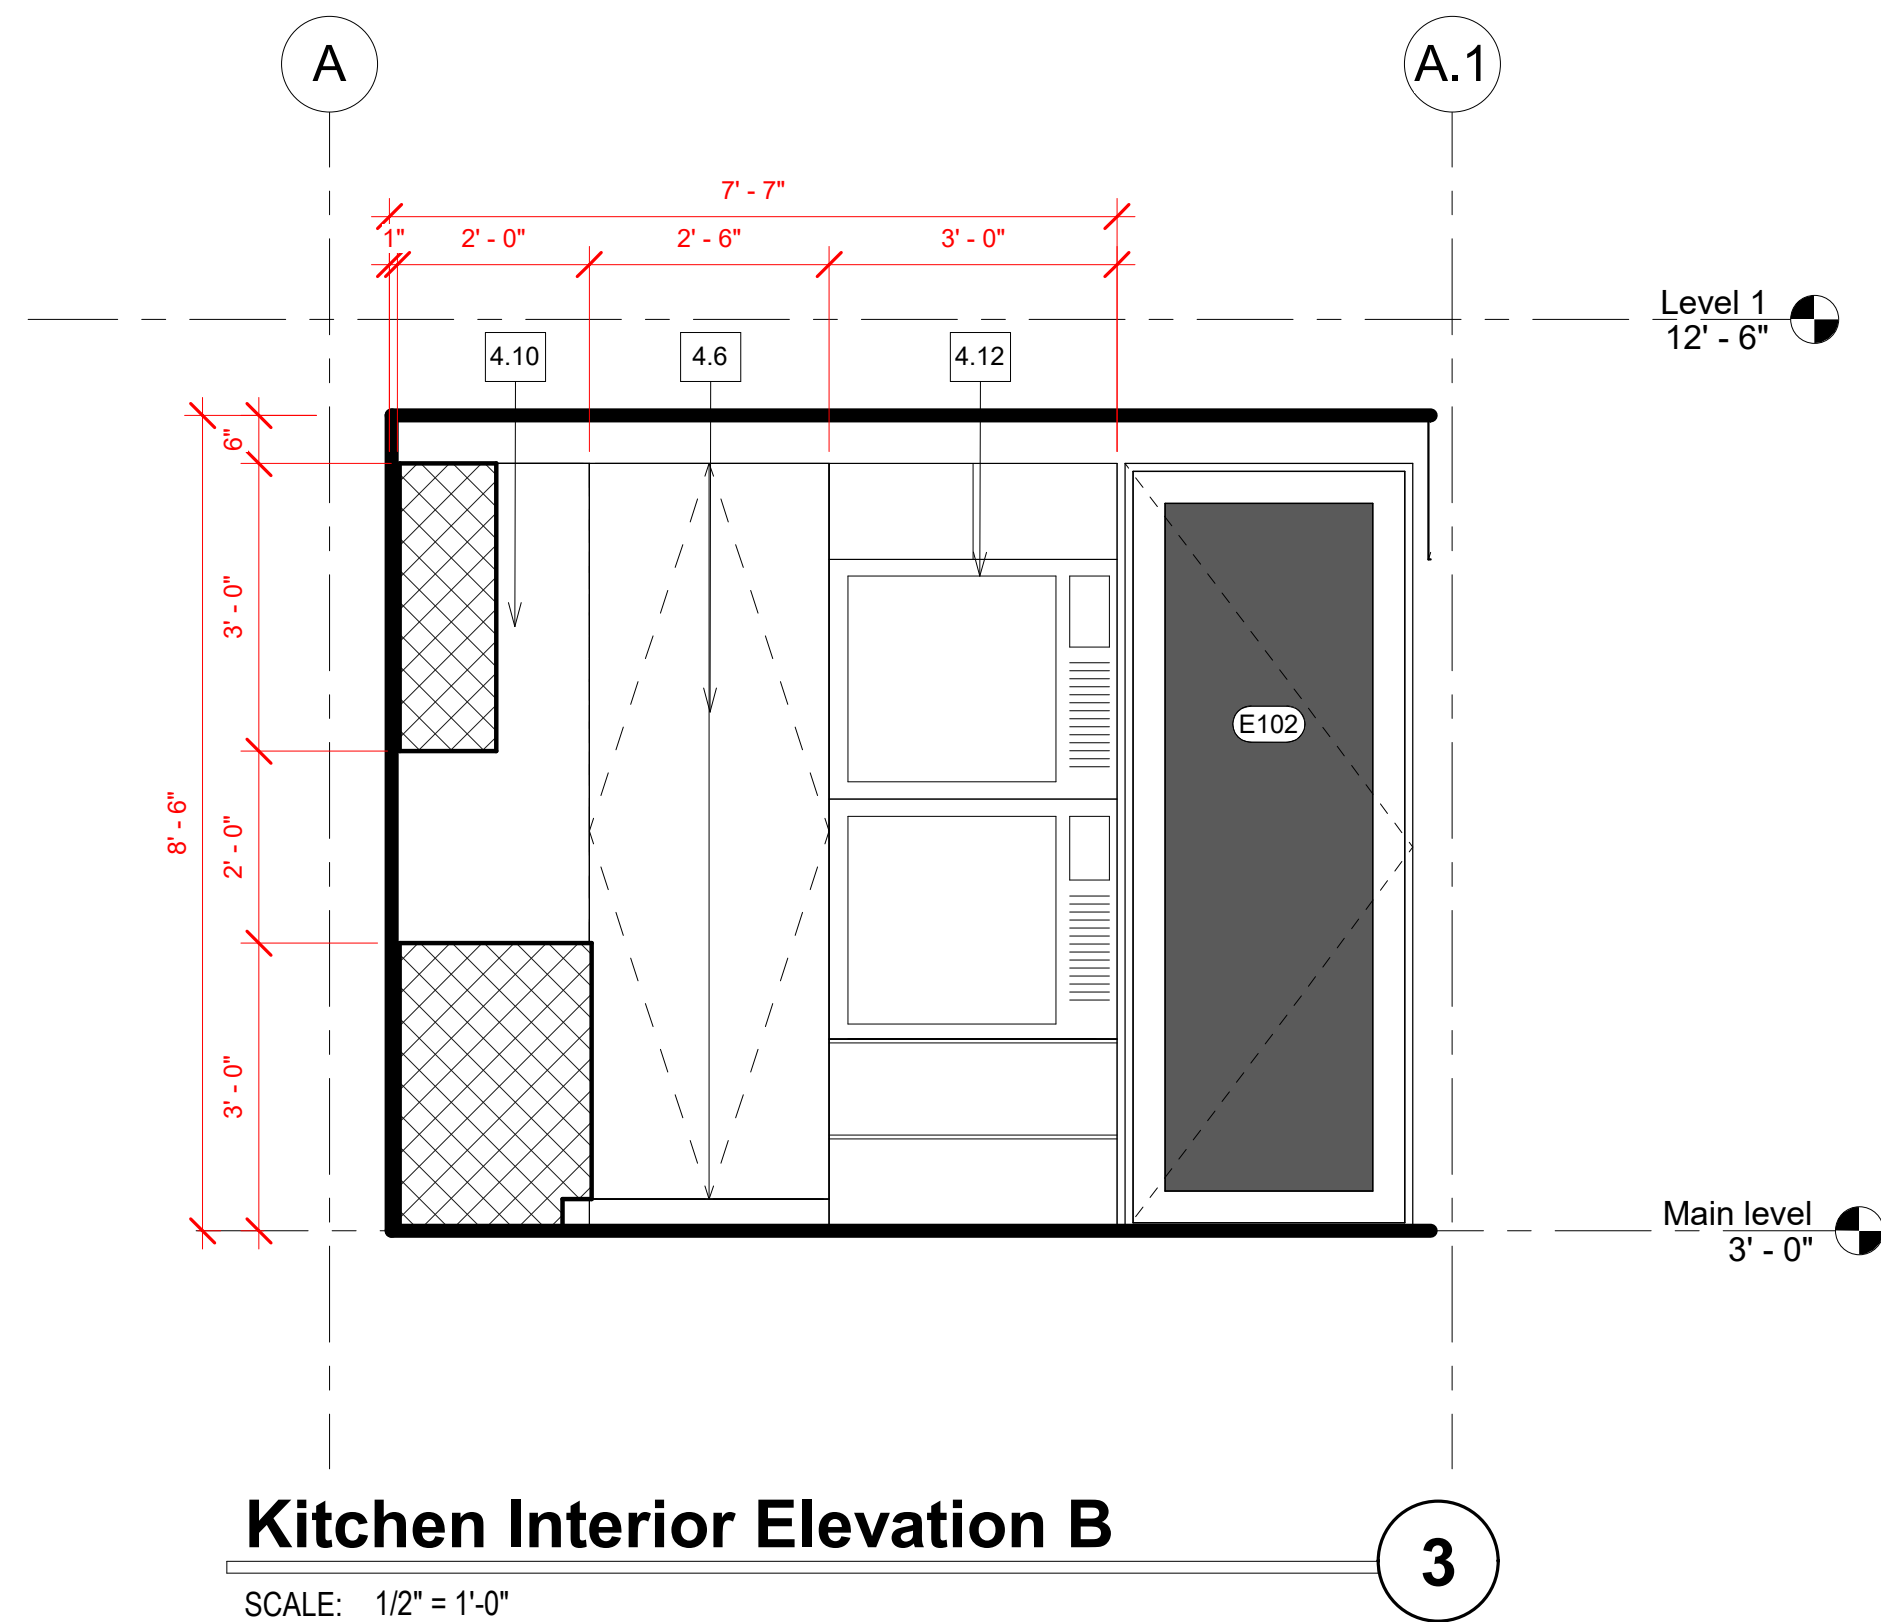 A
A.1
7' - 7"
1"
2' - 0"
2' - 6"
3' - 0"
Level 1
12' - 6"
4.10
4.6
4.12
6"
3' - 0"
E102
8' - 6"
2' - 0"
3' - 0"
Main level
3' - 0"
Kitchen Interior Elevation B
3
SCALE: 1/2" = 1'-0"